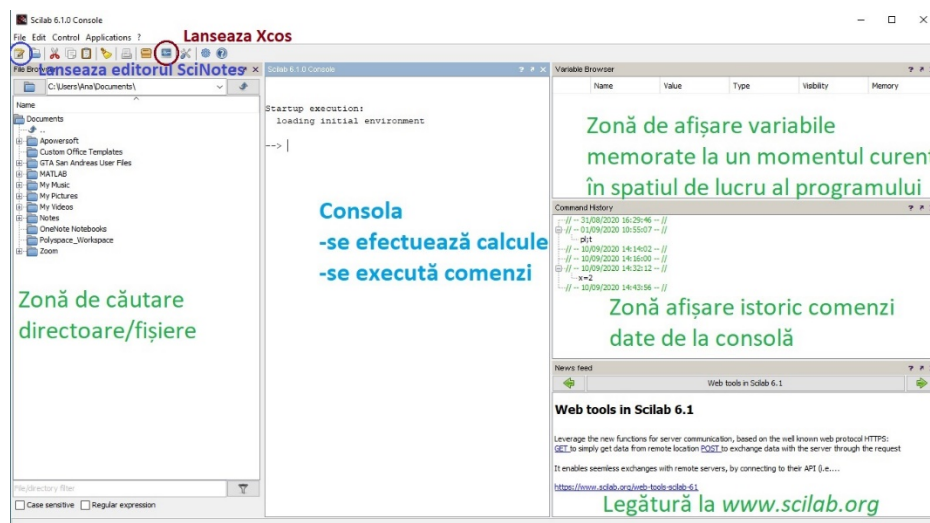 Scilab 6.1.0 Console
File Edit Control Applications ?
Lanseaza Xcos
Lanseaza editorul SciNotes
File Browser
C:\Users\Ana\Documents\
Name
Documents
..
Apowersoft
Custom Office Templates
GTA San Andreas User Files
MATLAB
My Music
My Pictures
My Videos
Notes
OneNote Notebooks
Polyspace_Workspace
Zoom
Zonă de căutare
directoare/fișiere
File/directory filter
Case sensitive Regular expression
Scilab 6.1.0 Console ? ↗ ×
Startup execution:
loading initial environment
-->
Consola
-se efectuează calcule
-se execută comenzi
Variable Browser ? ↗
Name Value Type Visibility Memory
Zonă de afișare variabile
memorate la un momentul curent
în spatiul de lucru al programului
Command History ? ↗
// -- 31/08/2020 16:29:46 -- //
// -- 01/09/2020 10:55:07 -- //
pl;t
// -- 10/09/2020 14:14:02 -- //
// -- 10/09/2020 14:16:00 -- //
// -- 10/09/2020 14:32:12 -- //
x=2
// -- 10/09/2020 14:43:56 -- //
Zonă afișare istoric comenzi
date de la consolă
News feed ? ↗
Web tools in Scilab 6.1
Web tools in Scilab 6.1
Leverage the new functions for server communication, based on the well known web protocol HTTPS:
GET to simply get data from remote location POST to exchange data with the server through the request
It enables seemless exchanges with remote servers, by connecting to their API (i.e....
https://www.scilab.org/web-tools-scilab-61
Legătură la www.scilab.org